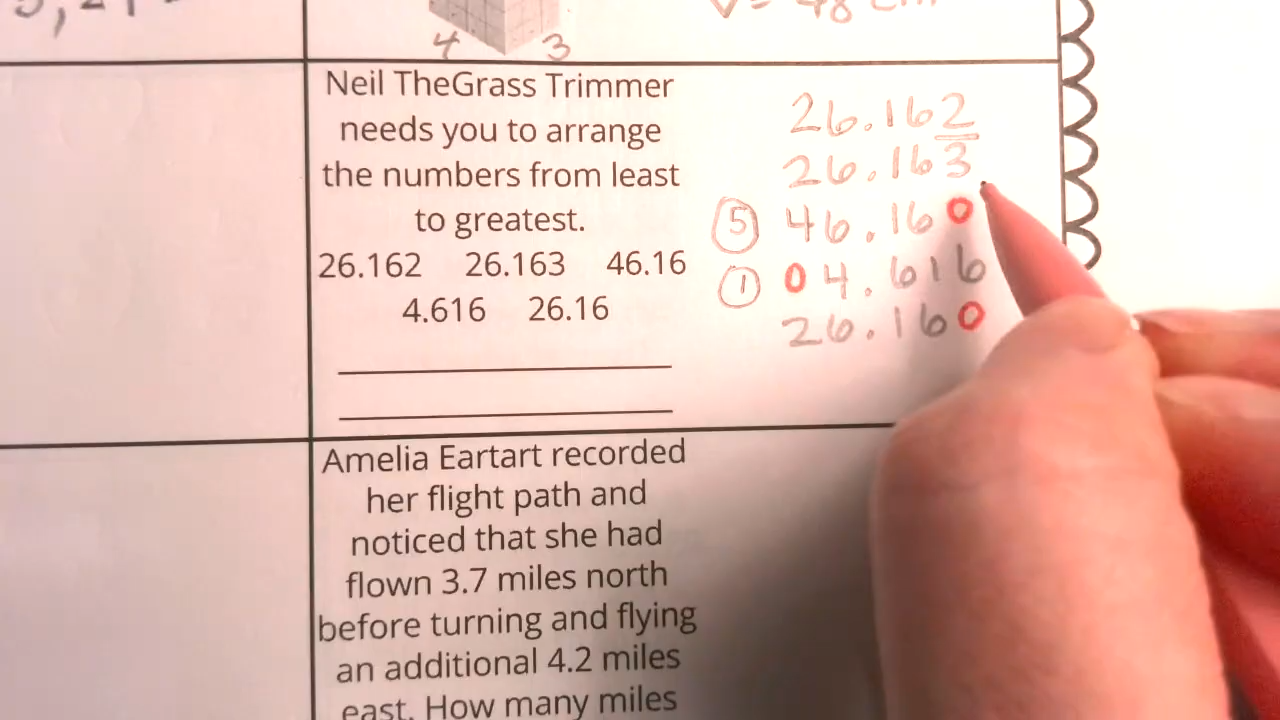 4 3
Neil TheGrass Trimmer
needs you to arrange
the numbers from least
to greatest.
26.162 26.163 46.16
4.616 26.16
26.162
26.163
5 46.160
1 04.616
26.160
Amelia Eartart recorded
her flight path and
noticed that she had
flown 3.7 miles north
before turning and flying
an additional 4.2 miles
east. How many miles